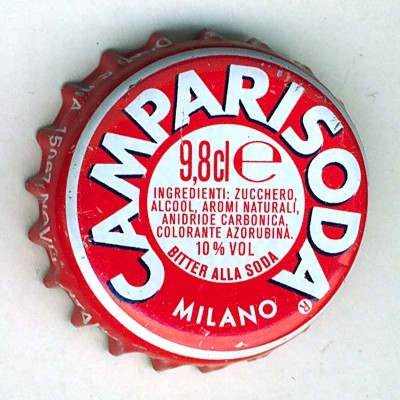 CAMPARISODA
9,8cl e
INGREDIENTI: ZUCCHERO,
ALCOOL, AROMI NATURALI,
ANIDRIDE CARBONICA,
COLORANTE AZORUBINA.
10% VOL
BITTER ALLA SODA
MILANO
®